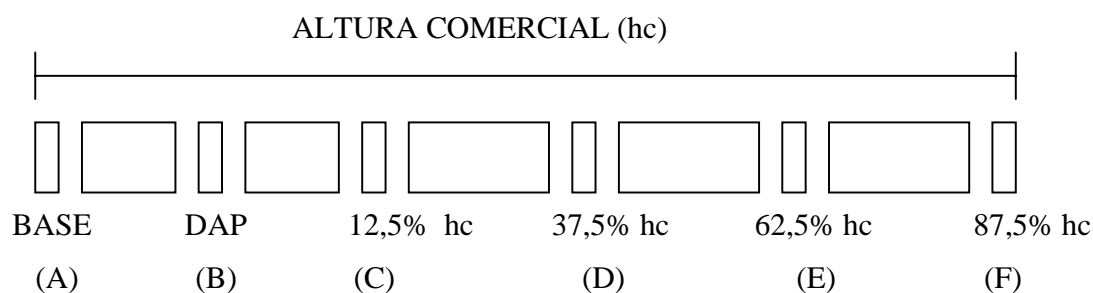 ALTURA COMERCIAL (hc)
BASE DAP 12,5% hc 37,5% hc 62,5% hc 87,5% hc
(A) (B) (C) (D) (E) (F)